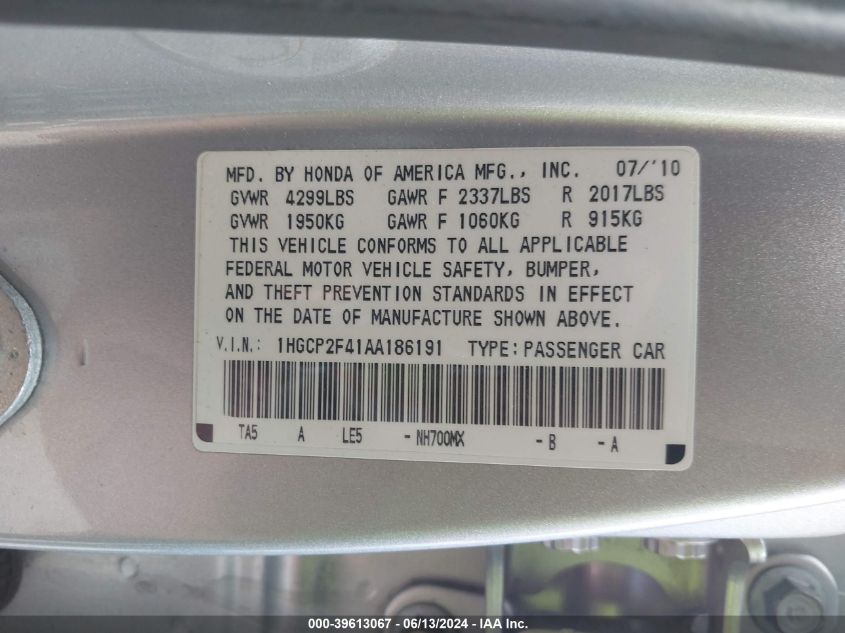 MFD. BY HONDA OF AMERICA MFG., INC. 07/'10
GVWR 4299LBS GAWR F 2337LBS R 2017LBS
GVWR 1950KG GAWR F 1060KG R 915KG
THIS VEHICLE CONFORMS TO ALL APPLICABLE
FEDERAL MOTOR VEHICLE SAFETY, BUMPER,
AND THEFT PREVENTION STANDARDS IN EFFECT
ON THE DATE OF MANUFACTURE SHOWN ABOVE.
V.I.N.: 1HGCP2F41AA186191 TYPE:PASSENGER CAR
TA5 A LE5 -NH700MX -B -A
000-39613067 - 06/13/2024 - IAAI.com